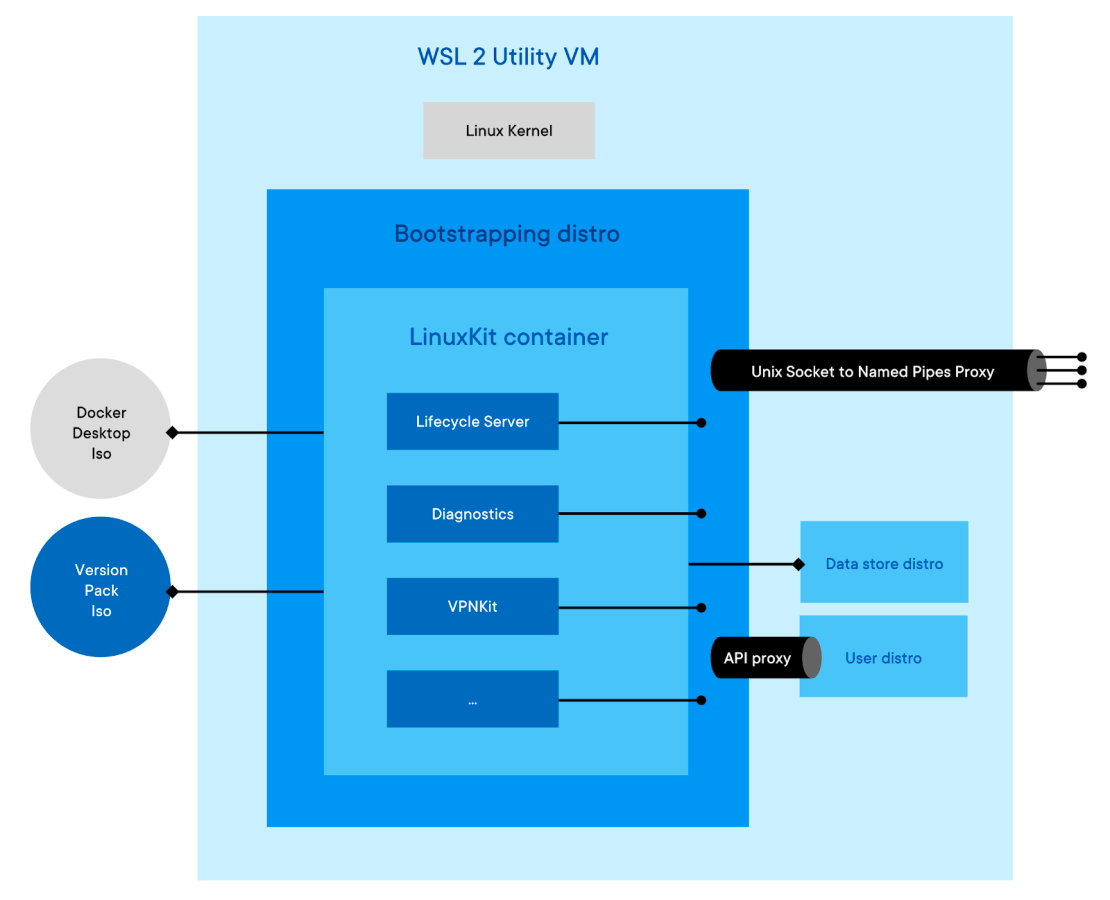 WSL 2 Utility VM
Linux Kernel
Bootstrapping distro
LinuxKit container
Unix Socket to Named Pipes Proxy
Docker
Desktop
Iso
Lifecycle Server
Diagnostics
Data store distro
Version
Pack
Iso
VPNKit
API proxy
User distro
...